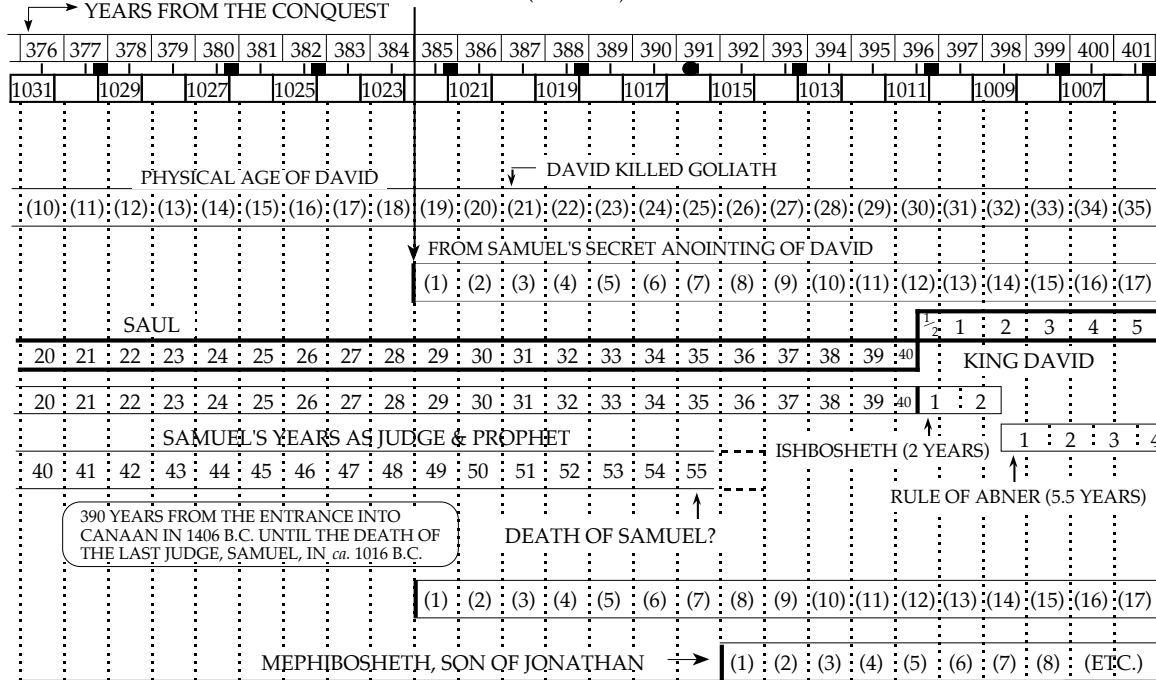 YEARS FROM THE CONQUEST
376 377 378 379 380 381 382 383 384 385 386 387 388 389 390 391 392 393 394 395 396 397 398 399 400 401
1031 1029 1027 1025 1023 1021 1019 1017 1015 1013 1011 1009 1007
DAVID KILLED GOLIATH
PHYSICAL AGE OF DAVID
(10) (11) (12) (13) (14) (15) (16) (17) (18) (19) (20) (21) (22) (23) (24) (25) (26) (27) (28) (29) (30) (31) (32) (33) (34) (35)
FROM SAMUEL'S SECRET ANOINTING OF DAVID
(1) (2) (3) (4) (5) (6) (7) (8) (9) (10) (11) (12) (13) (14) (15) (16) (17)
SAUL
1/2 1 2 3 4 5
20 21 22 23 24 25 26 27 28 29 30 31 32 33 34 35 36 37 38 39 40
KING DAVID
20 21 22 23 24 25 26 27 28 29 30 31 32 33 34 35 36 37 38 39 40 1 2
SAMUEL'S YEARS AS JUDGE & PROPHET
ISHBOSHETH (2 YEARS)
1 2 3 4
40 41 42 43 44 45 46 47 48 49 50 51 52 53 54 55
RULE OF ABNER (5.5 YEARS)
390 YEARS FROM THE ENTRANCE INTO
CANAAN IN 1406 B.C. UNTIL THE DEATH OF
THE LAST JUDGE, SAMUEL, IN ca. 1016 B.C.
DEATH OF SAMUEL?
(1) (2) (3) (4) (5) (6) (7) (8) (9) (10) (11) (12) (13) (14) (15) (16) (17)
MEPHIBOSHETH, SON OF JONATHAN
(1) (2) (3) (4) (5) (6) (7) (8) (ETC.)